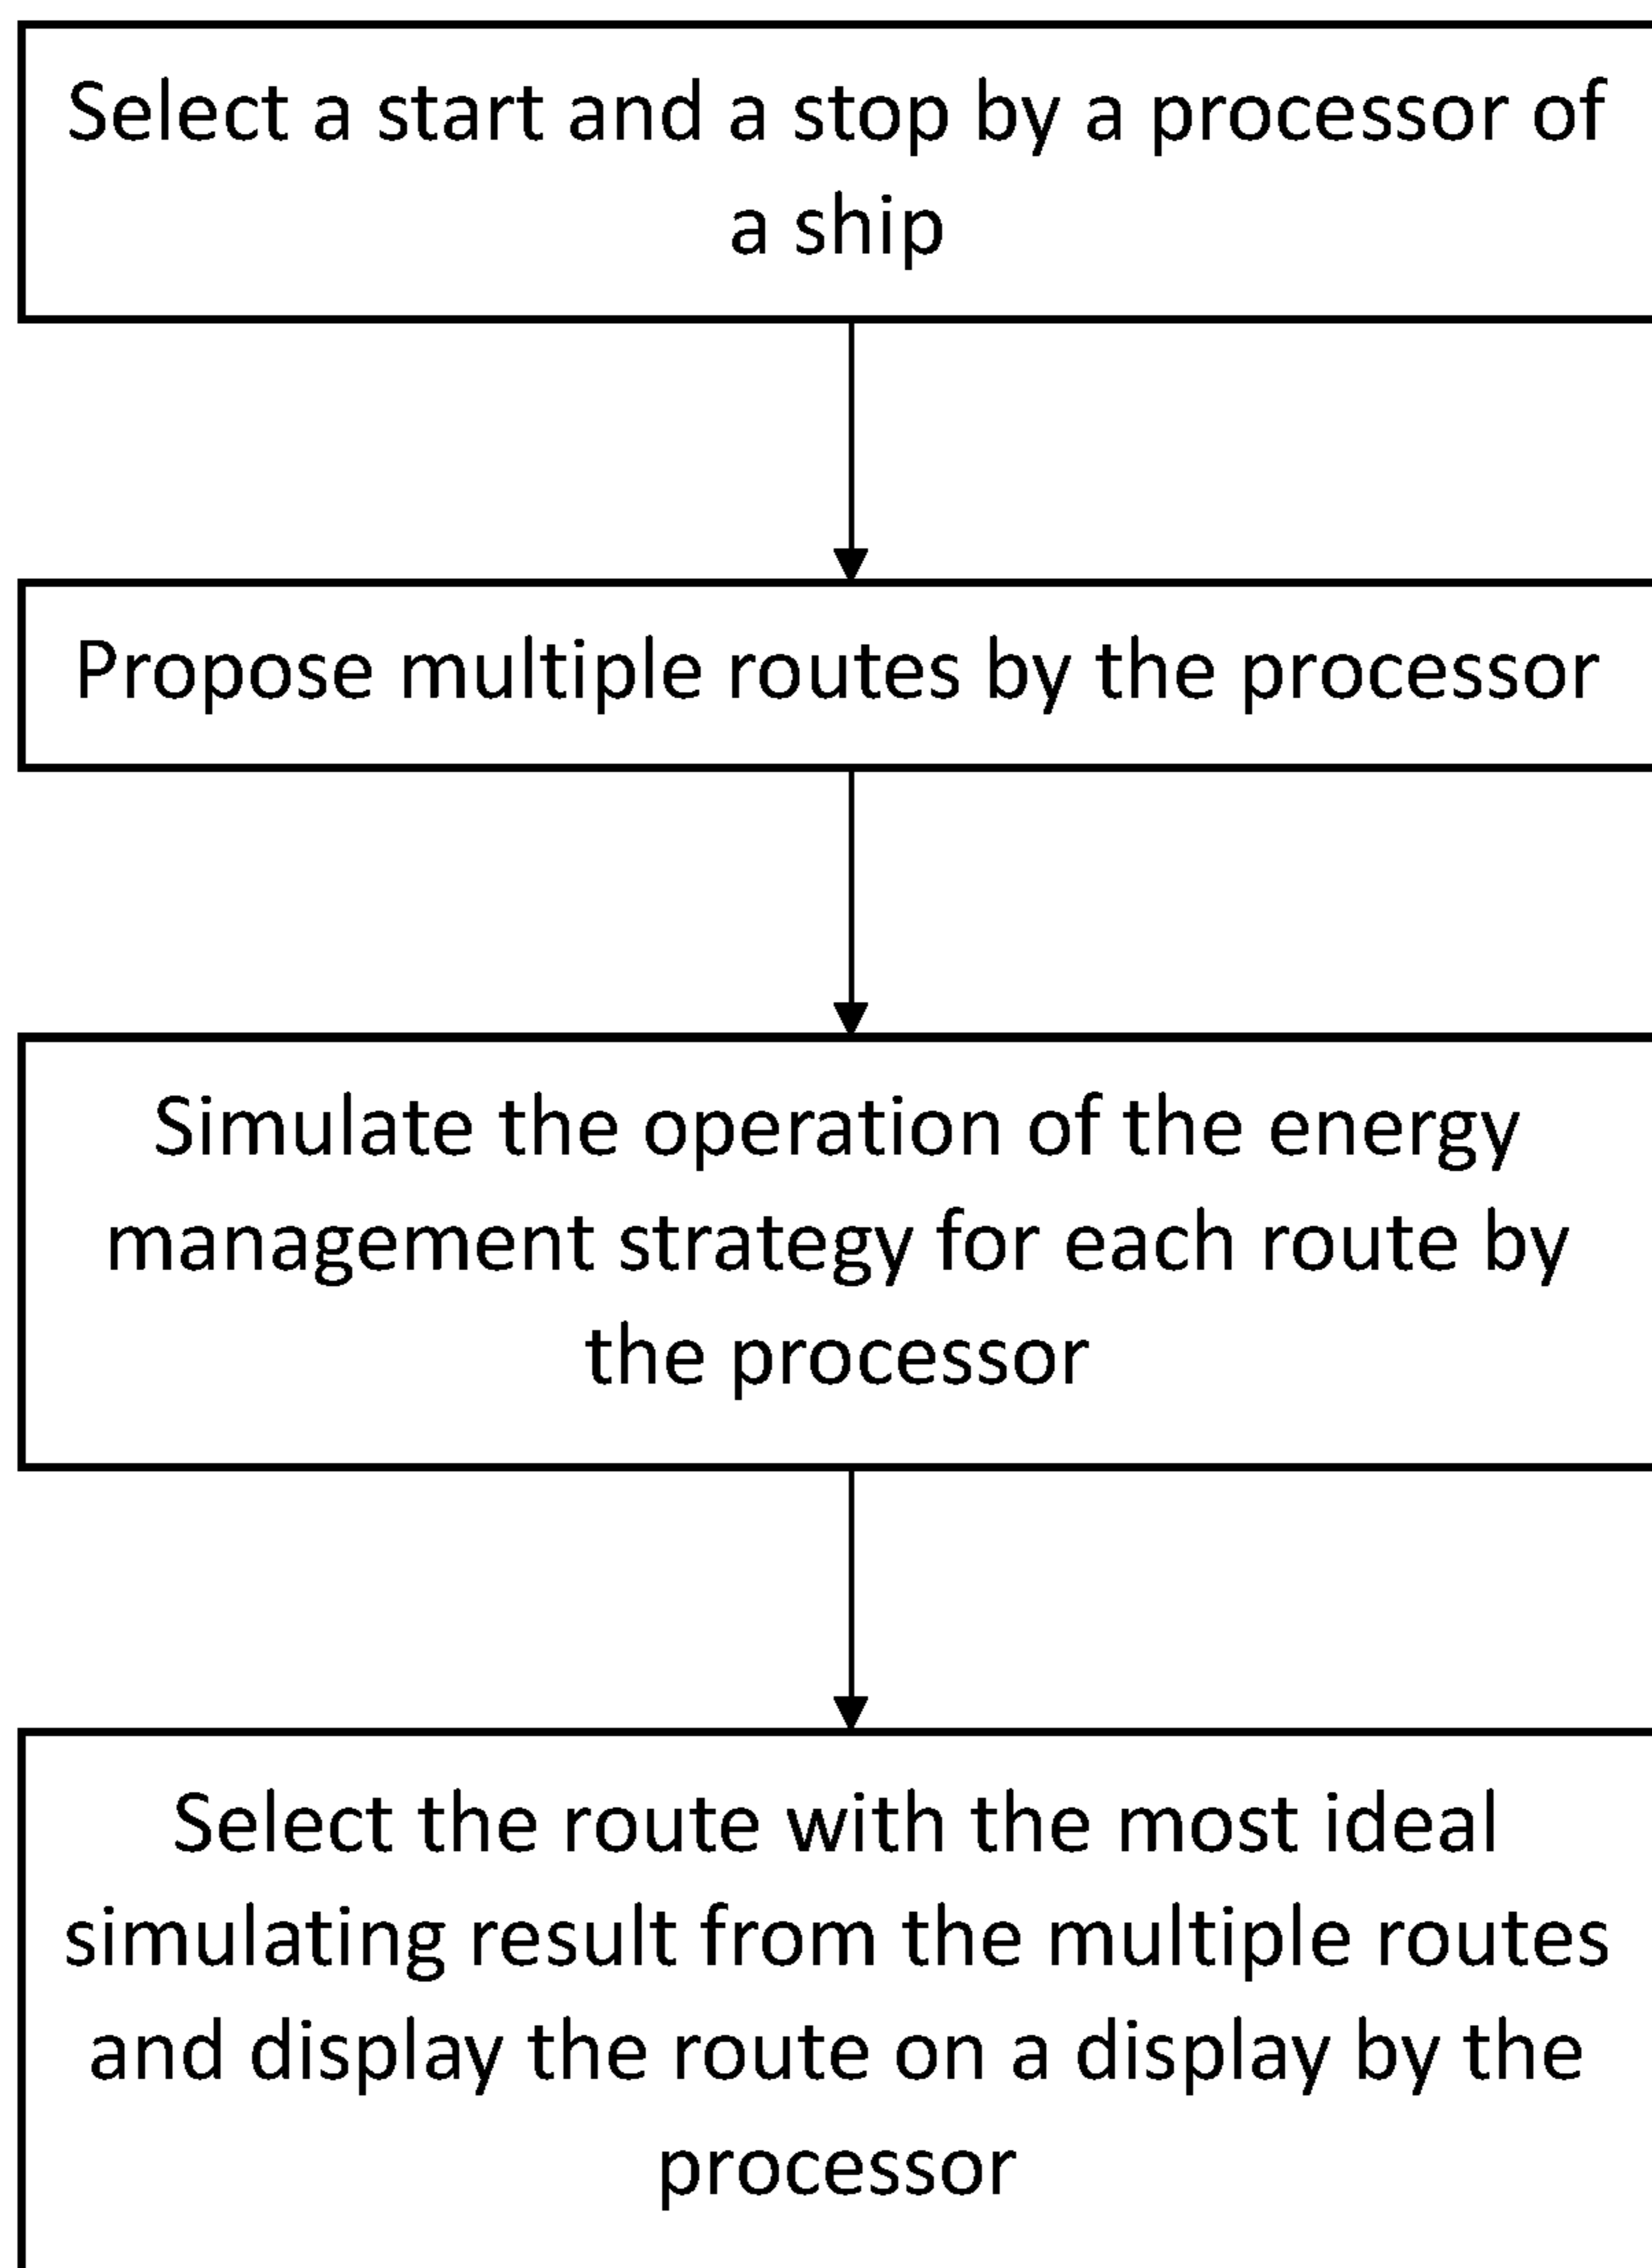 Select a start and a stop by a processor of
a ship
Propose multiple routes by the processor
Simulate the operation of the energy
management strategy for each route by
the processor
Select the route with the most ideal
simulating result from the multiple routes
and display the route on a display by the
processor